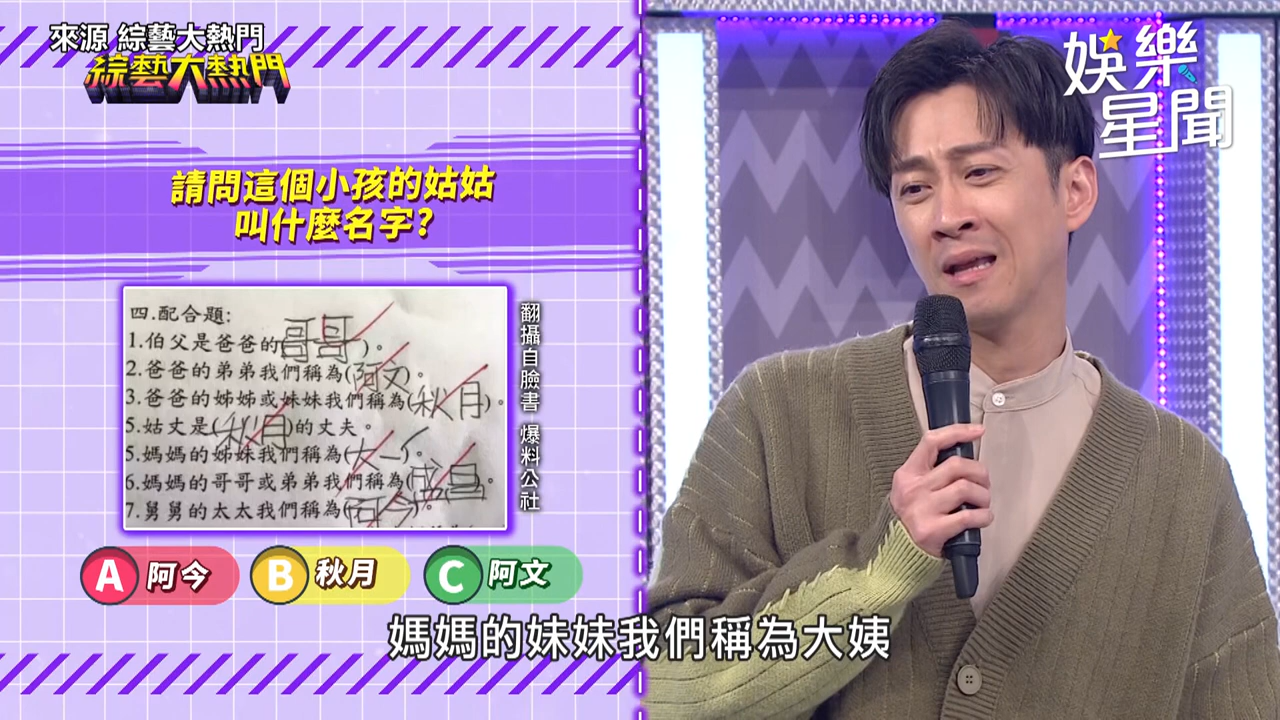 來源 綜藝大熱門
綜藝大熱門
娛樂
星聞
請問這個小孩的姑姑
叫什麼名字?
四.配合題:
1.伯父是爸爸的(哥哥)。
2.爸爸的弟弟我們稱為(阿文)。
3.爸爸的姊姊或妹妹我們稱為(秋月)。
5.姑丈是(秋月)的丈夫。
5.媽媽的姊妹我們稱為(大一)。
6.媽媽的哥哥或弟弟我們稱為(盛昌)。
7.舅舅的太太我們稱為(阿今)。
翻攝自臉書 爆料公社
A 阿今
B 秋月
C 阿文
媽媽的妹妹我們稱為大姨